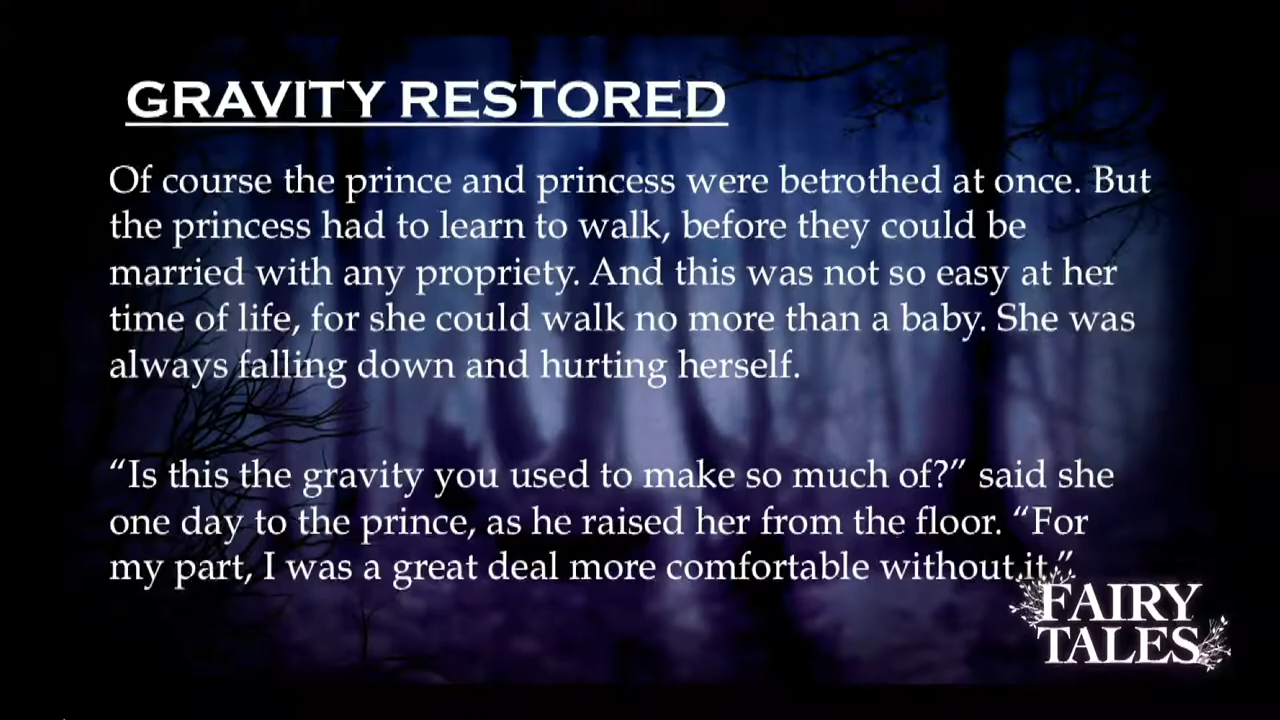 GRAVITY RESTORED
Of course the prince and princess were betrothed at once. But
the princess had to learn to walk, before they could be
married with any propriety. And this was not so easy at her
time of life, for she could walk no more than a baby. She was
always falling down and hurting herself.
“Is this the gravity you used to make so much of?” said she
one day to the prince, as he raised her from the floor. “For
my part, I was a great deal more comfortable without it.”
FAIRY
TALES